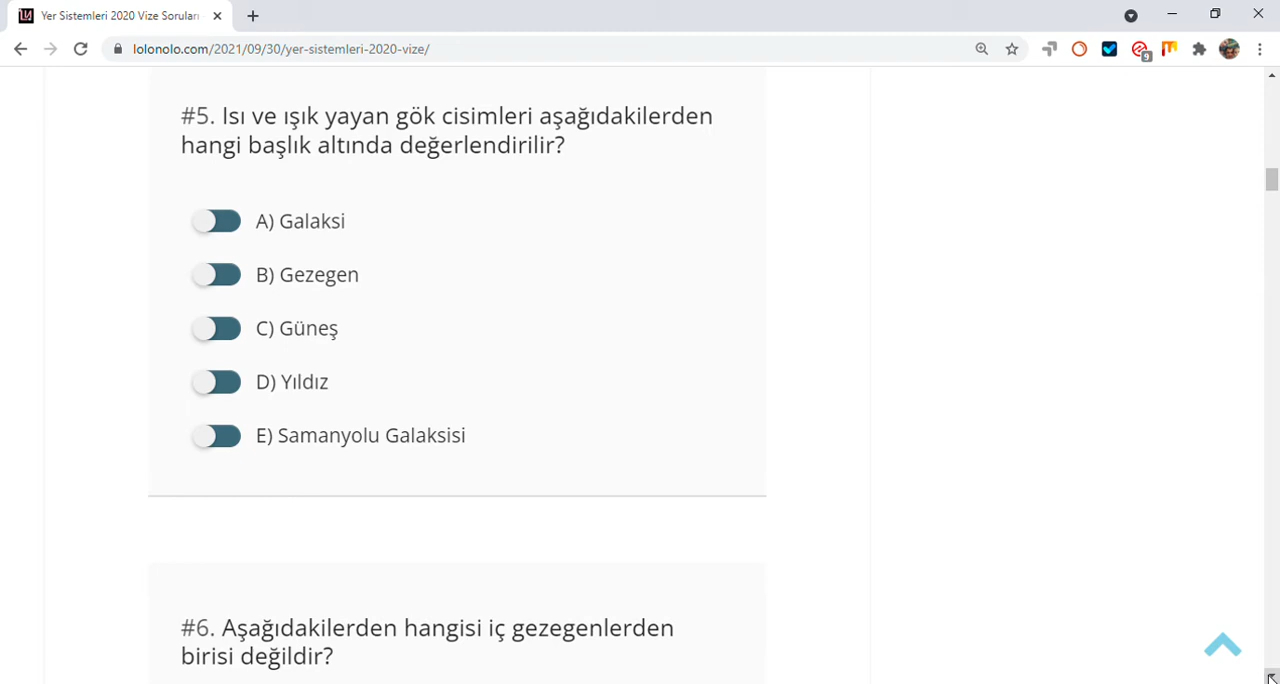 Yer Sistemleri 2020 Vize Soruları
lolonolo.com/2021/09/30/yer-sistemleri-2020-vize/
9
#5. Isı ve ışık yayan gök cisimleri aşağıdakilerden
hangi başlık altında değerlendirilir?
A) Galaksi
B) Gezegen
C) Güneş
D) Yıldız
E) Samanyolu Galaksisi
#6. Aşağıdakilerden hangisi iç gezegenlerden
birisi değildir?